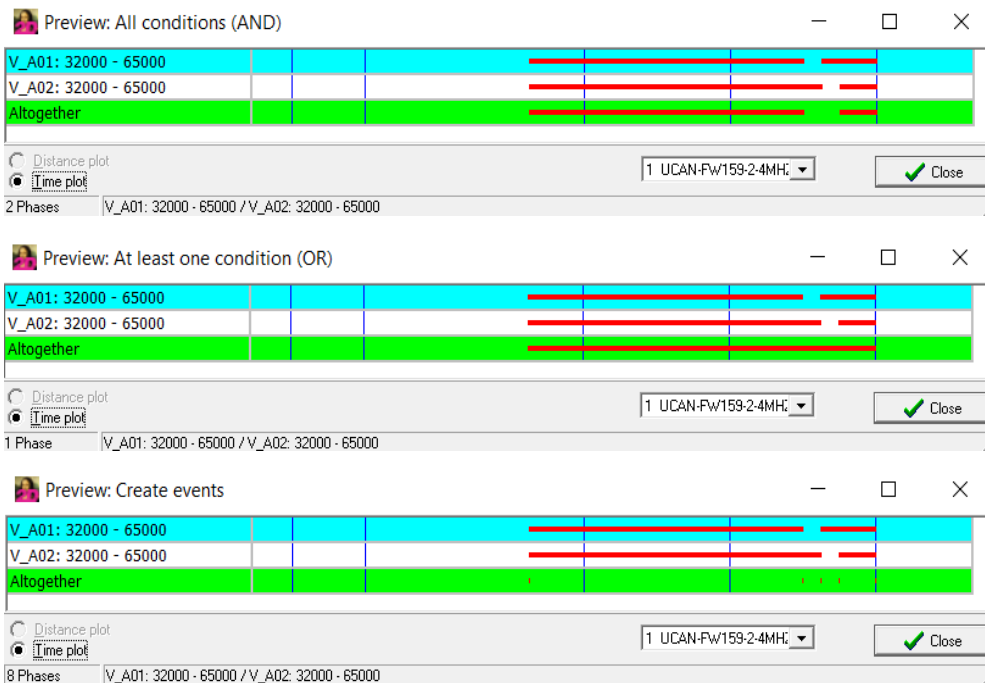 Preview: All conditions (AND)
V_A01: 32000 - 65000
V_A02: 32000 - 65000
Altogether
Distance plot
Time plot
1 UCAN-FW159-2-4MHz
Close
2 Phases V_A01: 32000 - 65000 / V_A02: 32000 - 65000
Preview: At least one condition (OR)
V_A01: 32000 - 65000
V_A02: 32000 - 65000
Altogether
Distance plot
Time plot
1 UCAN-FW159-2-4MHz
Close
1 Phase V_A01: 32000 - 65000 / V_A02: 32000 - 65000
Preview: Create events
V_A01: 32000 - 65000
V_A02: 32000 - 65000
Altogether
Distance plot
Time plot
1 UCAN-FW159-2-4MHz
Close
8 Phases V_A01: 32000 - 65000 / V_A02: 32000 - 65000